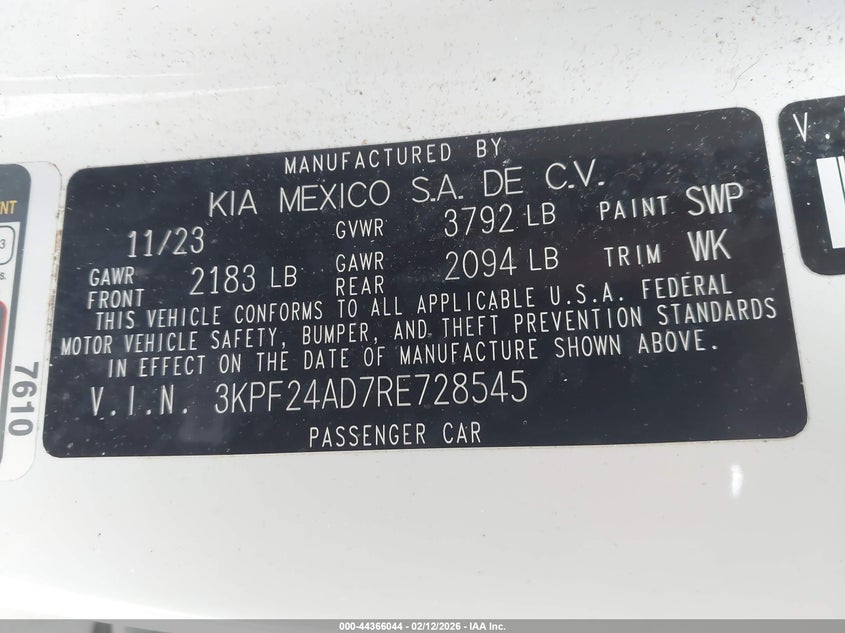 MANUFACTURED BY
KIA MEXICO S.A. DE C.V.
11/23 GVWR 3792 LB PAINT SWP
GAWR FRONT 2183 LB GAWR REAR 2094 LB TRIM WK
THIS VEHICLE CONFORMS TO ALL APPLICABLE U.S.A. FEDERAL
MOTOR VEHICLE SAFETY, BUMPER, AND THEFT PREVENTION STANDARDS
IN EFFECT ON THE DATE OF MANUFACTURE SHOWN ABOVE.
V.I.N. 3KPF24AD7RE728545
PASSENGER CAR
7610
V.
000-44366044 - 02/12/2026 - IAA Inc.